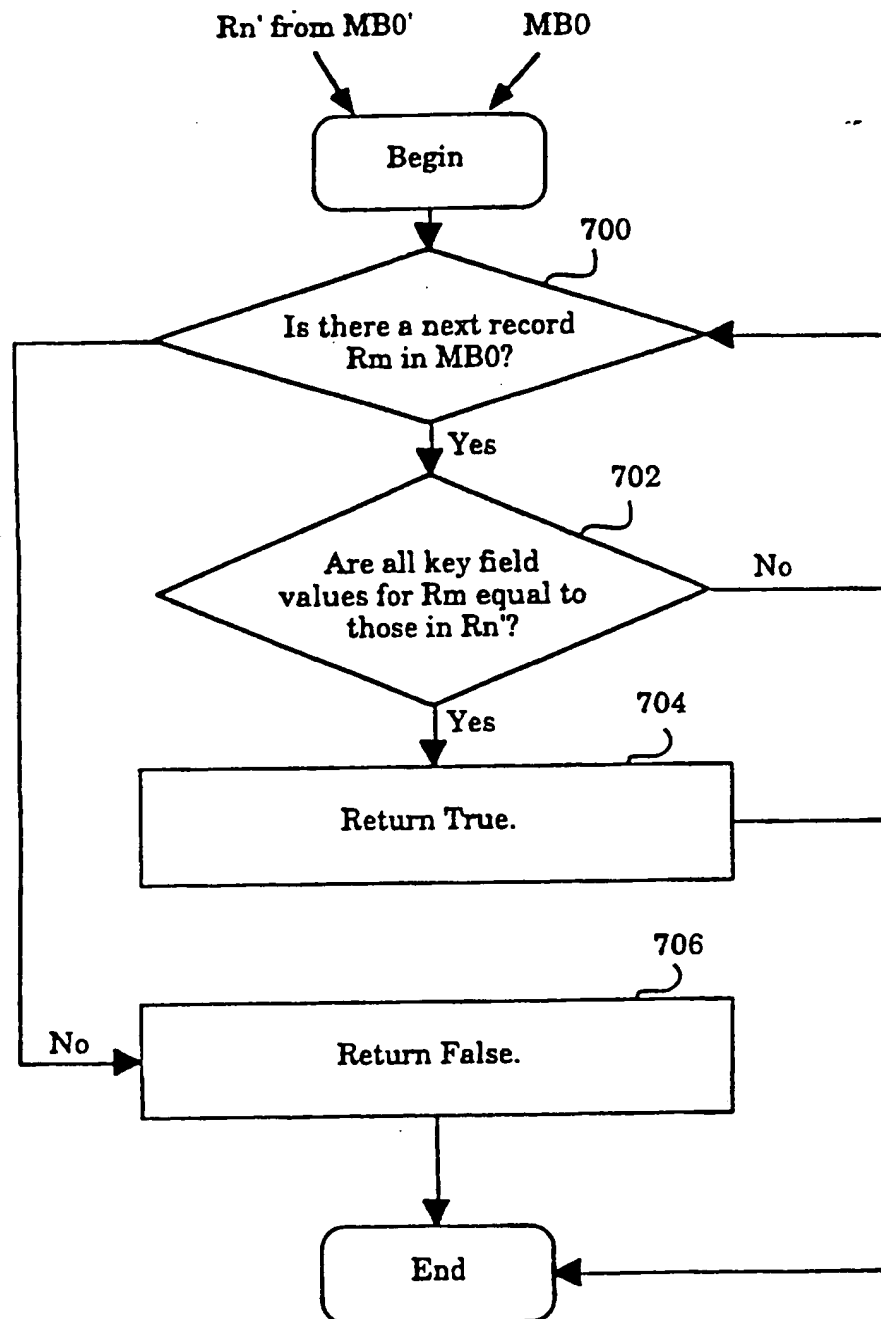 Rn' from MB0'
MB0
Begin
700
Is there a next record
Rm in MB0?
Yes
702
Are all key field
values for Rm equal to
those in Rn'?
No
Yes
704
Return True.
706
No
Return False.
End